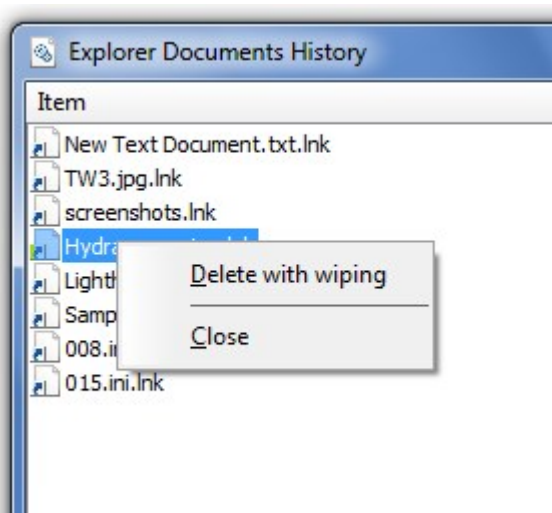 Explorer Documents History
Item
New Text Document.txt.lnk
TW3.jpg.lnk
screenshots.lnk
Delete with wiping
Close
015.ini.lnk